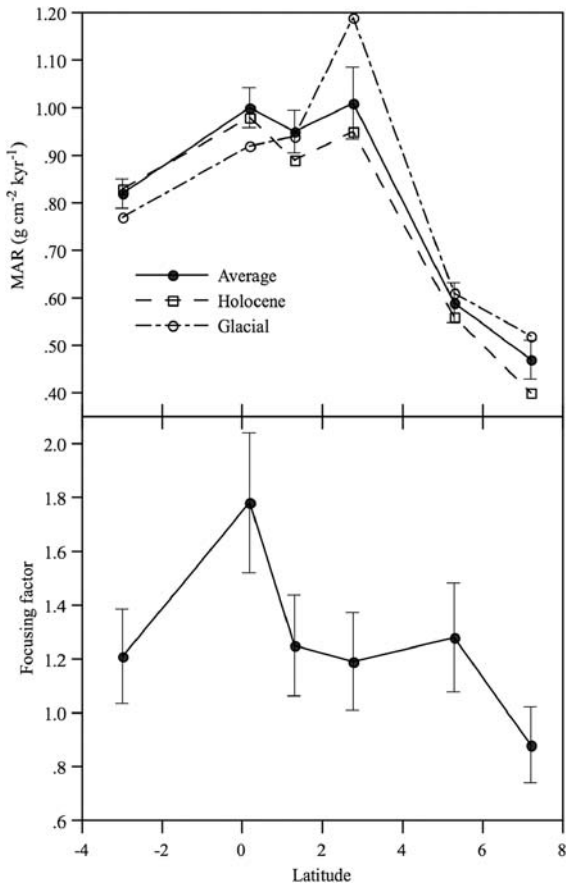 1.20
1.10
1.00
.90
.80
.70
.60
.50
.40
MAR (g cm⁻² kyr⁻¹)
Average
Holocene
Glacial
2.0
1.8
1.6
1.4
1.2
1.0
.8
.6
Focusing factor
-4 -2 0 2 4 6 8
Latitude